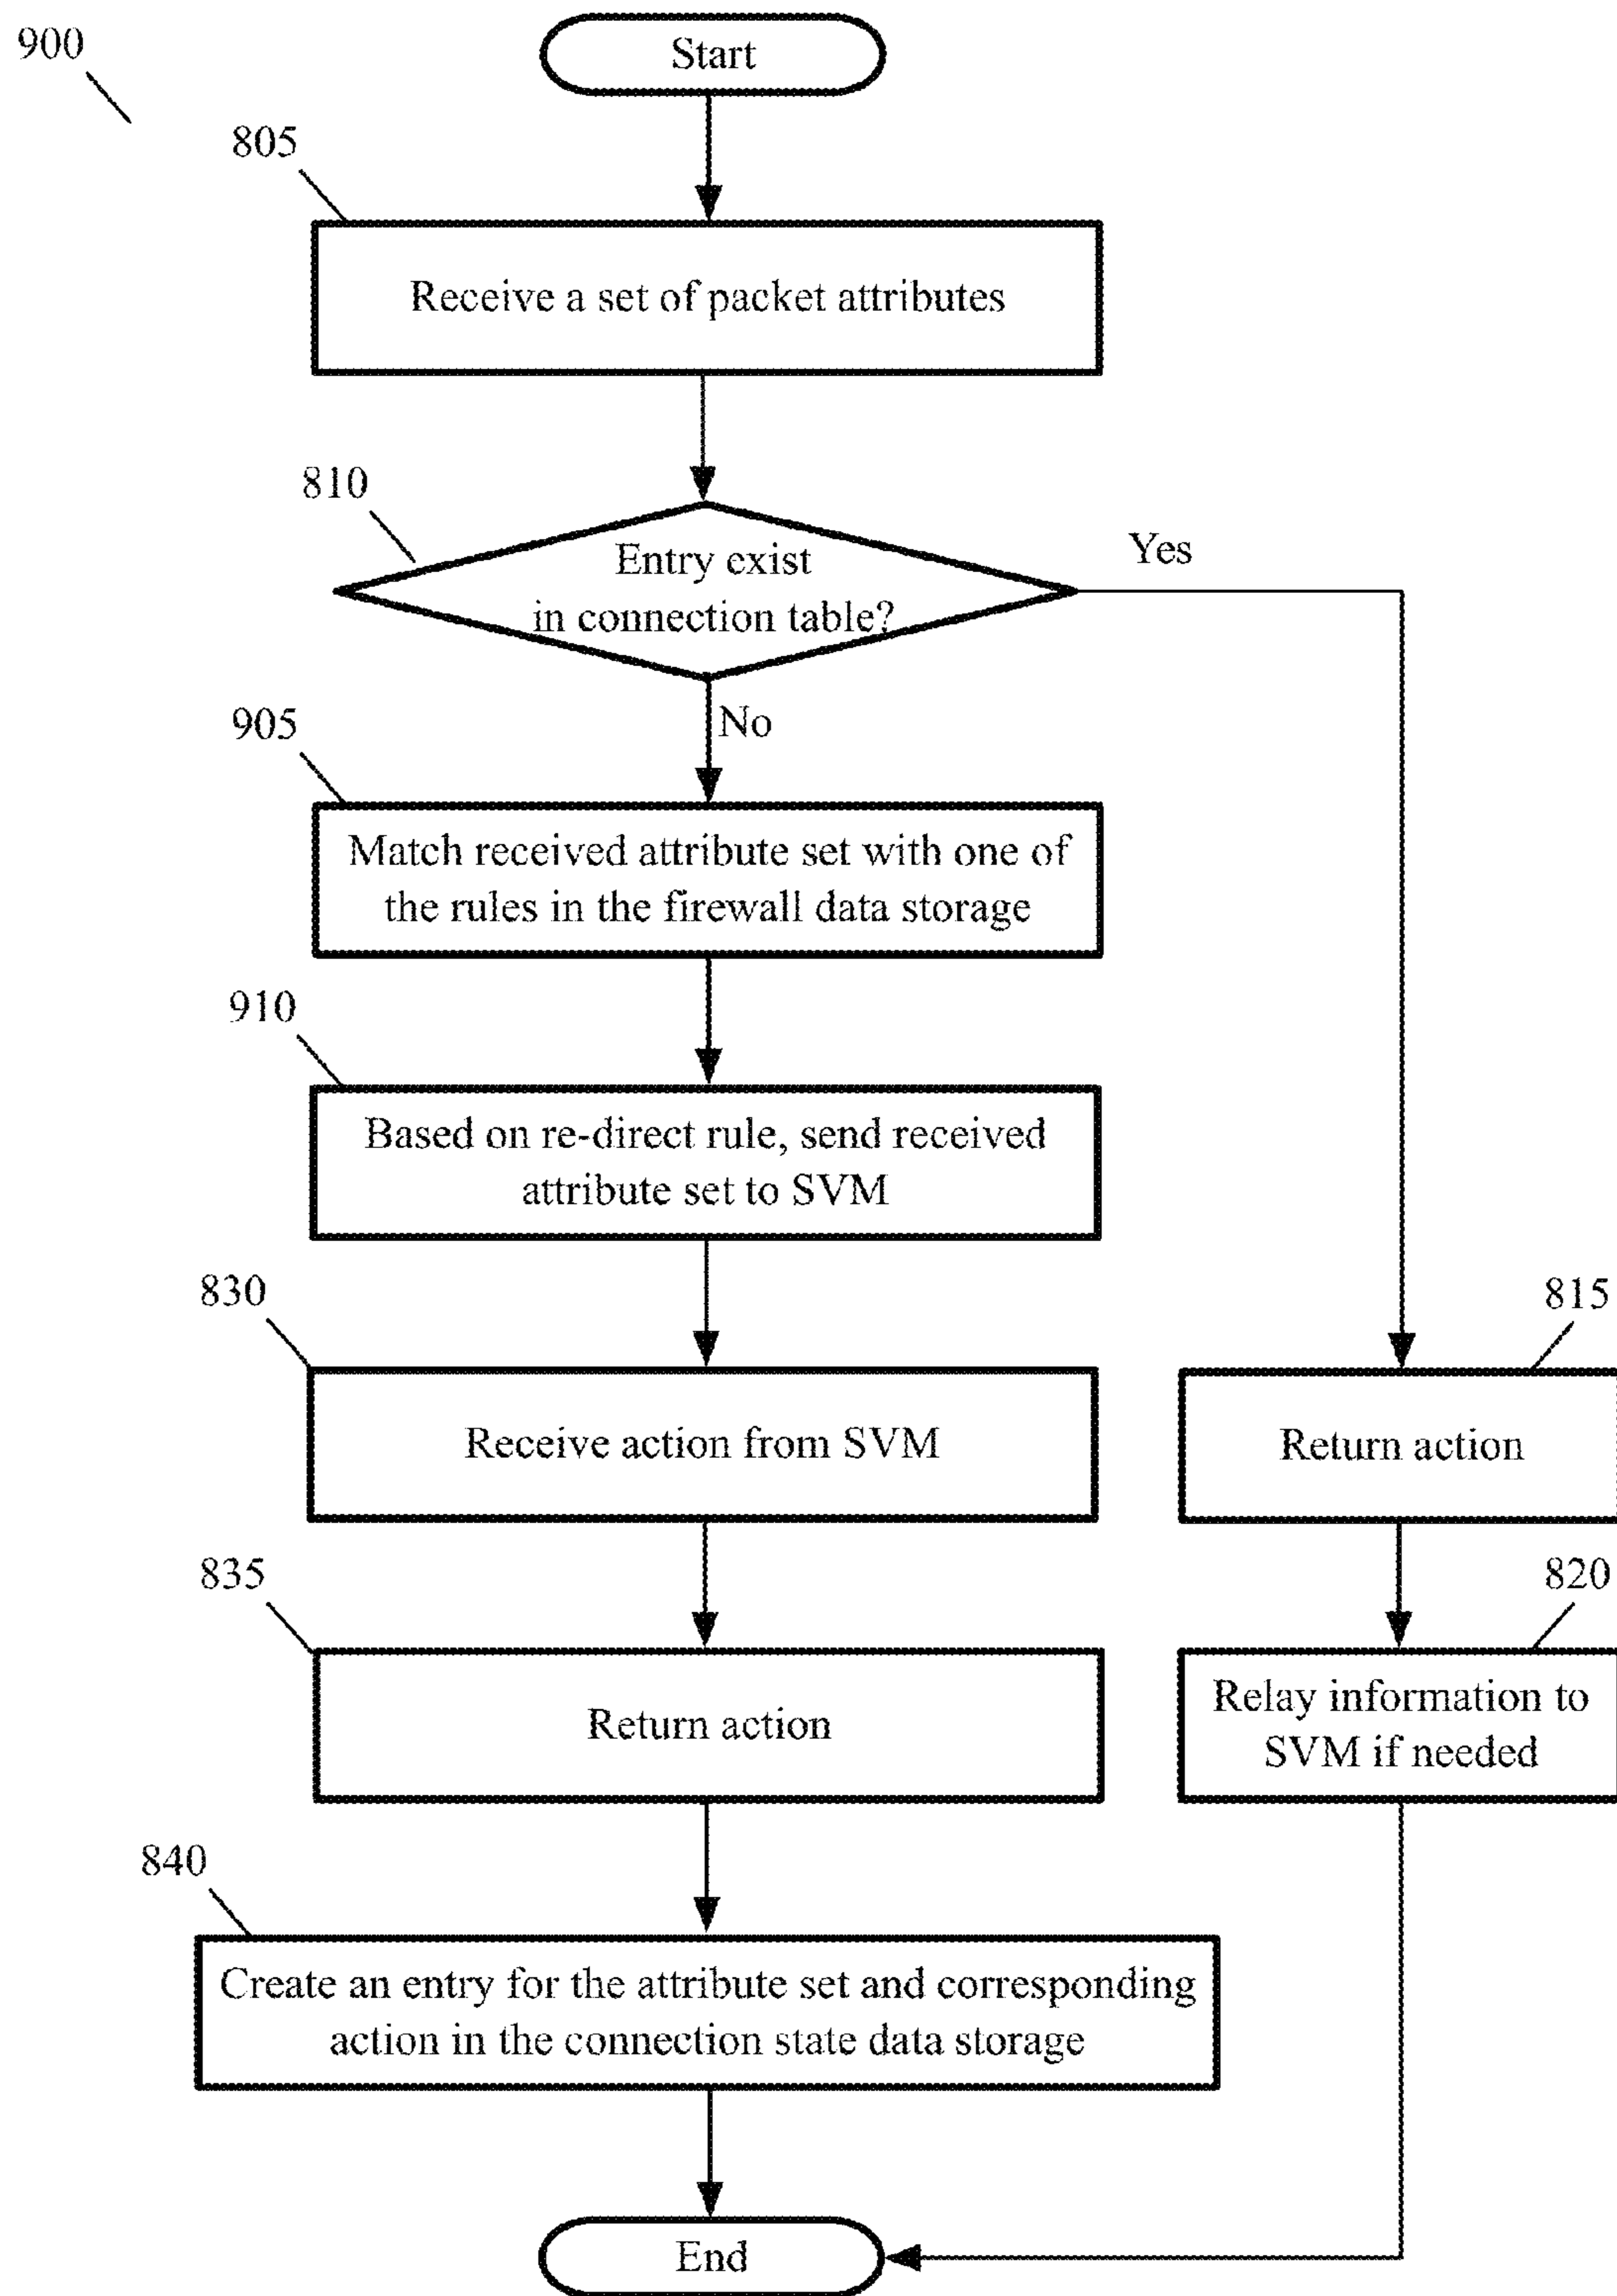 900
Start
805
Receive a set of packet attributes
810
Entry exist
in connection table?
Yes
No
905
Match received attribute set with one of
the rules in the firewall data storage
910
Based on re-direct rule, send received
attribute set to SVM
830
Receive action from SVM
815
Return action
835
Return action
820
Relay information to
SVM if needed
840
Create an entry for the attribute set and corresponding
action in the connection state data storage
End